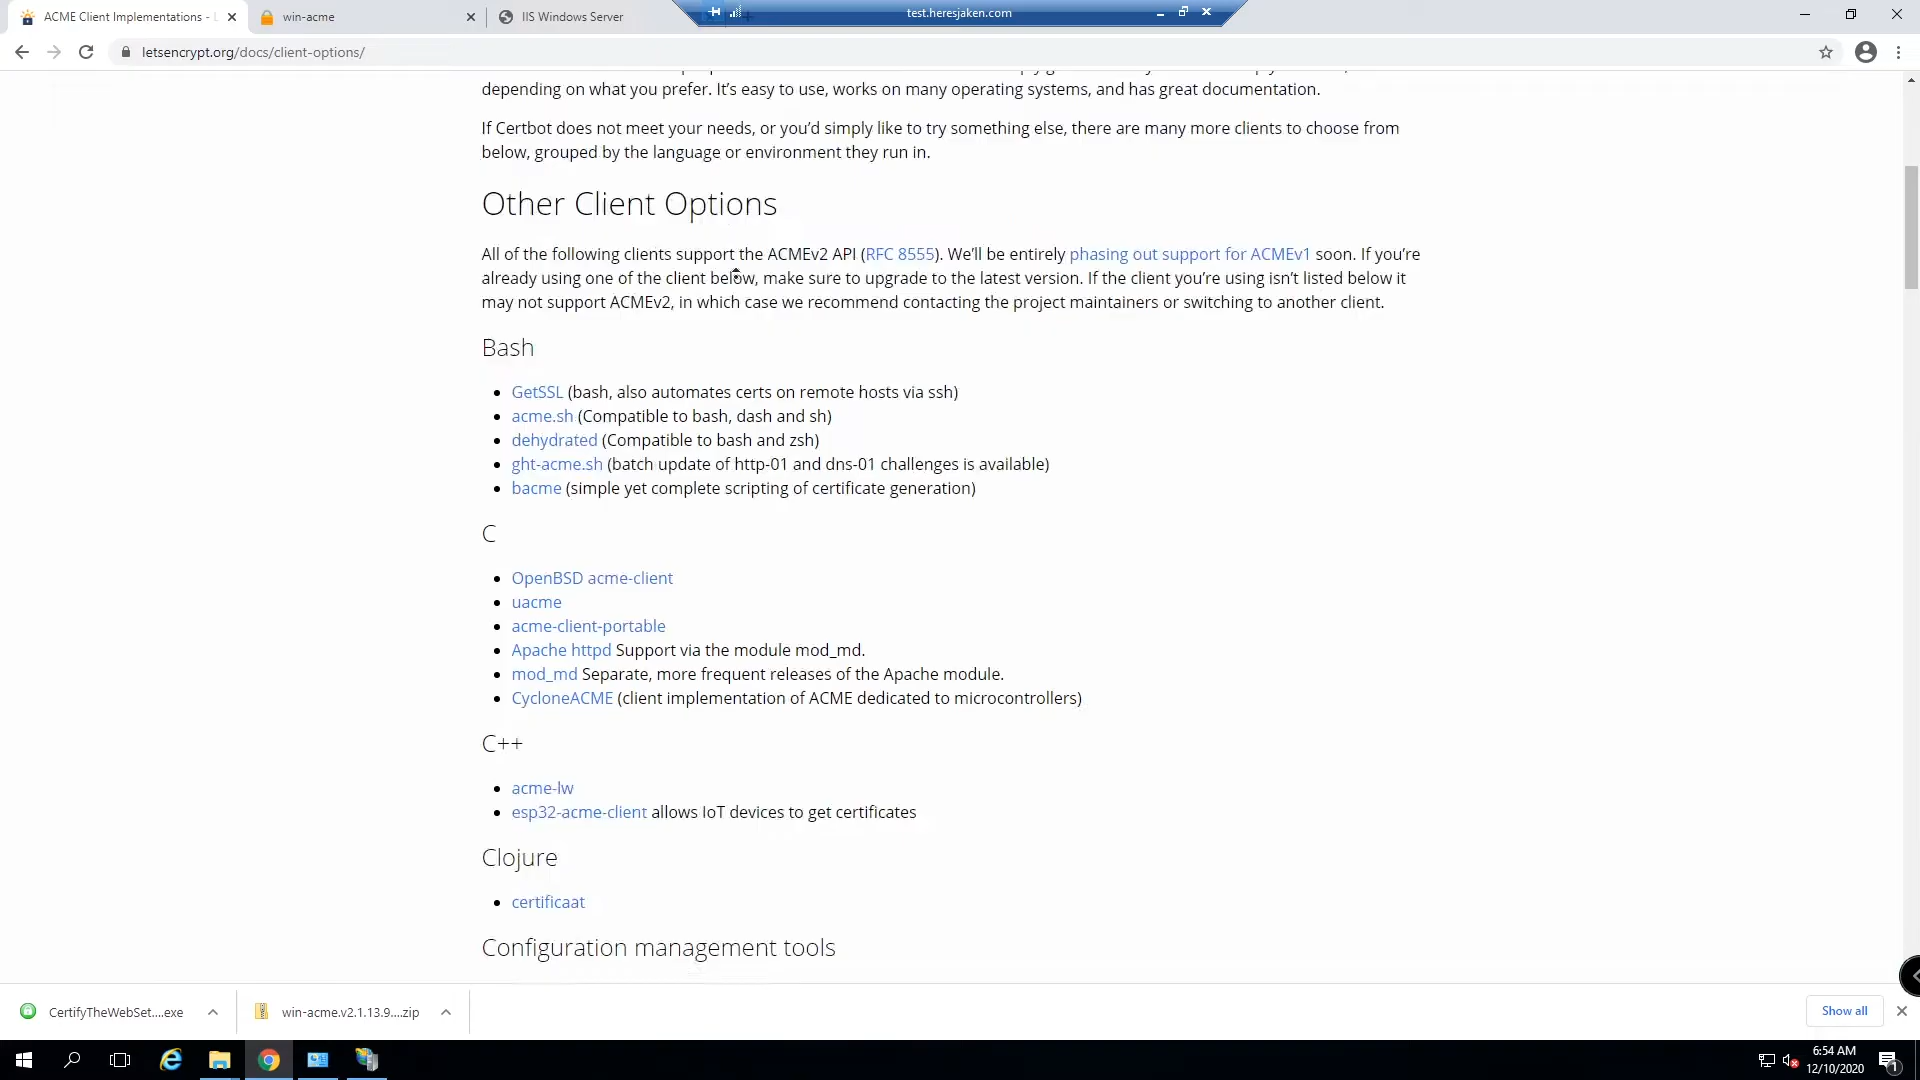 ACME Client Implementations -
win-acme
IIS Windows Server
test.heresjaken.com
letsencrypt.org/docs/client-options/
depending on what you prefer. It's easy to use, works on many operating systems, and has great documentation.
If Certbot does not meet your needs, or you'd simply like to try something else, there are many more clients to choose from
below, grouped by the language or environment they run in.
Other Client Options
All of the following clients support the ACMEv2 API (RFC 8555). We'll be entirely phasing out support for ACMEv1 soon. If you're
already using one of the client below, make sure to upgrade to the latest version. If the client you're using isn't listed below it
may not support ACMEv2, in which case we recommend contacting the project maintainers or switching to another client.
Bash
GetSSL (bash, also automates certs on remote hosts via ssh)
acme.sh (Compatible to bash, dash and sh)
dehydrated (Compatible to bash and zsh)
ght-acme.sh (batch update of http-01 and dns-01 challenges is available)
bacme (simple yet complete scripting of certificate generation)
C
OpenBSD acme-client
uacme
acme-client-portable
Apache httpd Support via the module mod_md.
mod_md Separate, more frequent releases of the Apache module.
CycloneACME (client implementation of ACME dedicated to microcontrollers)
C++
acme-lw
esp32-acme-client allows IoT devices to get certificates
Clojure
certificaat
Configuration management tools
CertifyTheWebSet....exe
win-acme.v2.1.13.9....zip
Show all
6:54 AM
12/10/2020
1